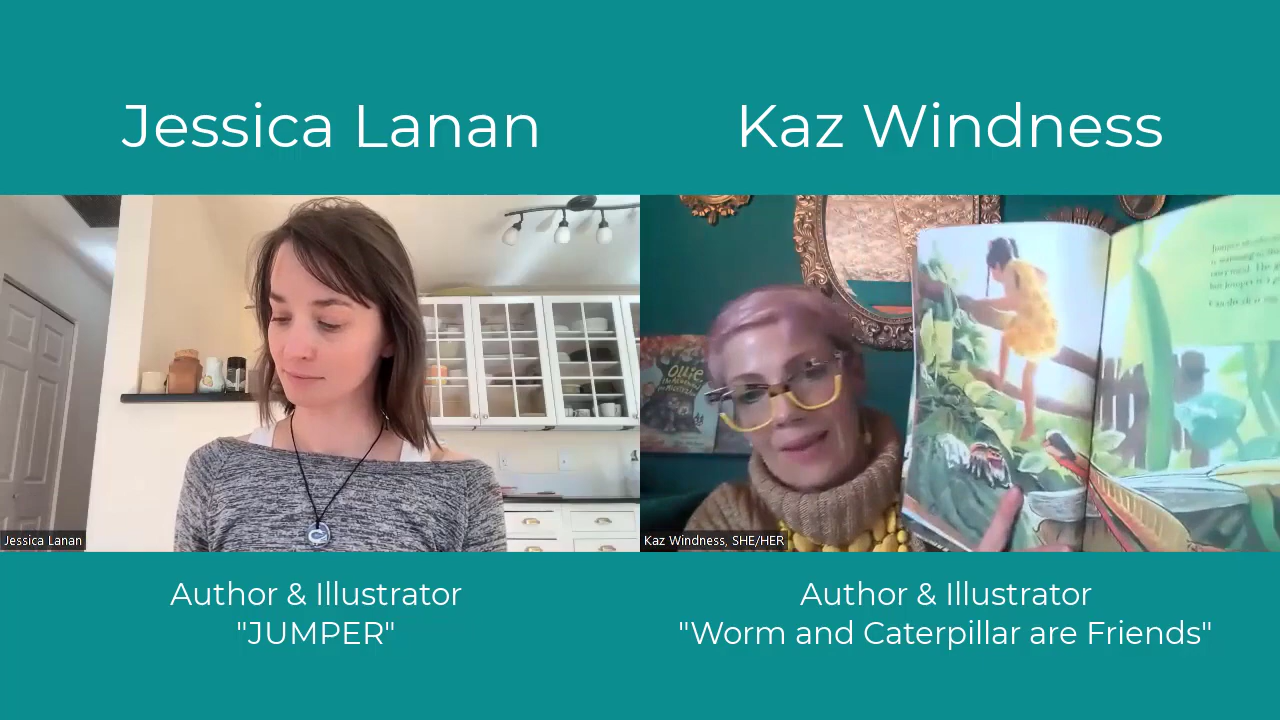 Jessica Lanan
Kaz Windness
Ollie
Jessica Lanan
Kaz Windness, SHE/HER
Author & Illustrator
"JUMPER"
Author & Illustrator
"Worm and Caterpillar are Friends"